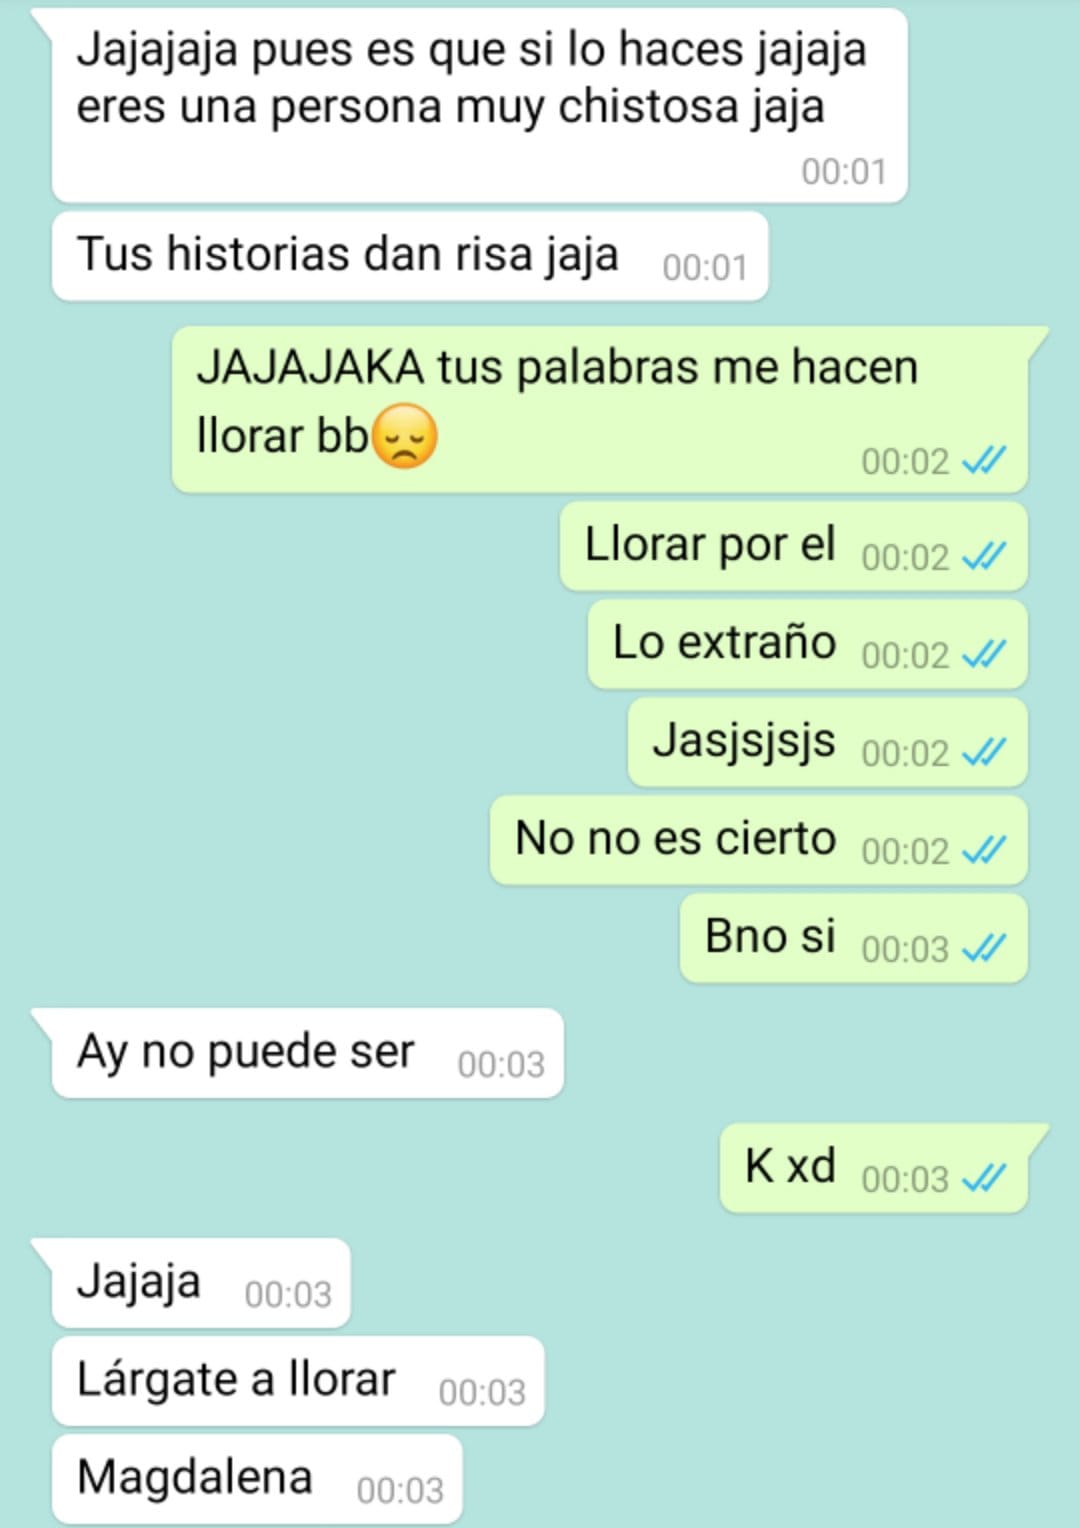 Jajajaja pues es que si lo haces jajaja
eres una persona muy chistosa jaja
00:01
Tus historias dan risa jaja 00:01
JAJAJAKA tus palabras me hacen
llorar bb😞
00:02
Llorar por el 00:02
Lo extraño 00:02
Jasjsjsjs 00:02
No no es cierto 00:02
Bno si 00:03
Ay no puede ser 00:03
K xd 00:03
Jajaja 00:03
Lárgate a llorar 00:03
Magdalena 00:03